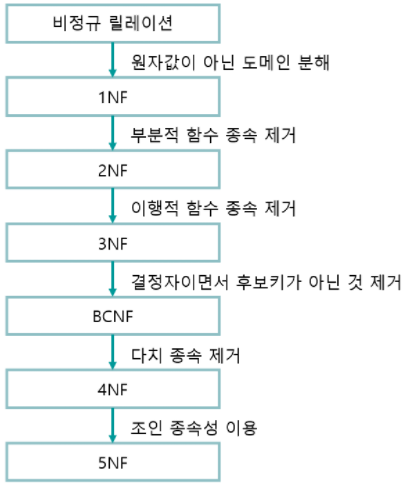 비정규 릴레이션
원자값이 아닌 도메인 분해
1NF
부분적 함수 종속 제거
2NF
이행적 함수 종속 제거
3NF
결정자이면서 후보키가 아닌 것 제거
BCNF
다치 종속 제거
4NF
조인 종속성 이용
5NF